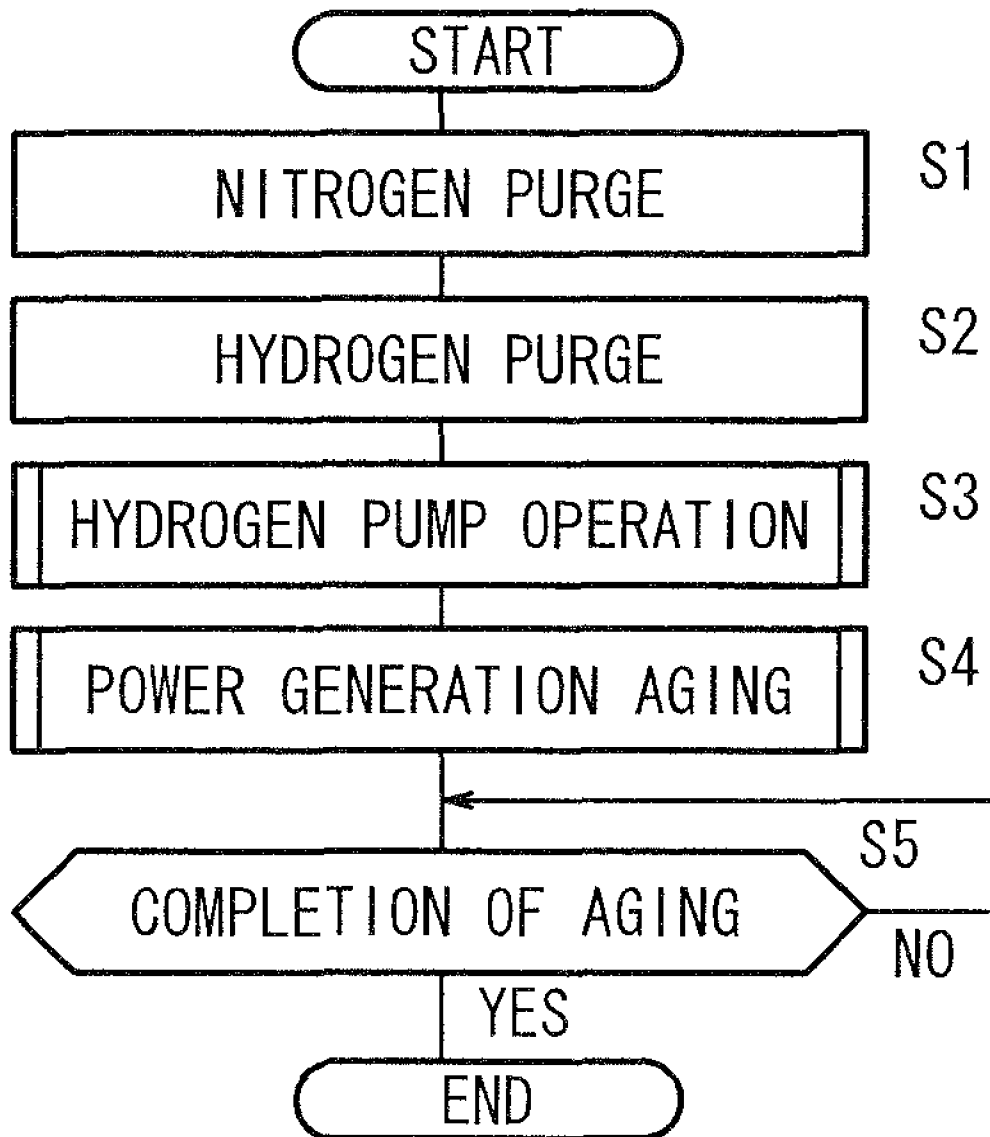 START
NITROGEN PURGE S1
HYDROGEN PURGE S2
HYDROGEN PUMP OPERATION S3
POWER GENERATION AGING S4
S5
COMPLETION OF AGING
NO
YES
END